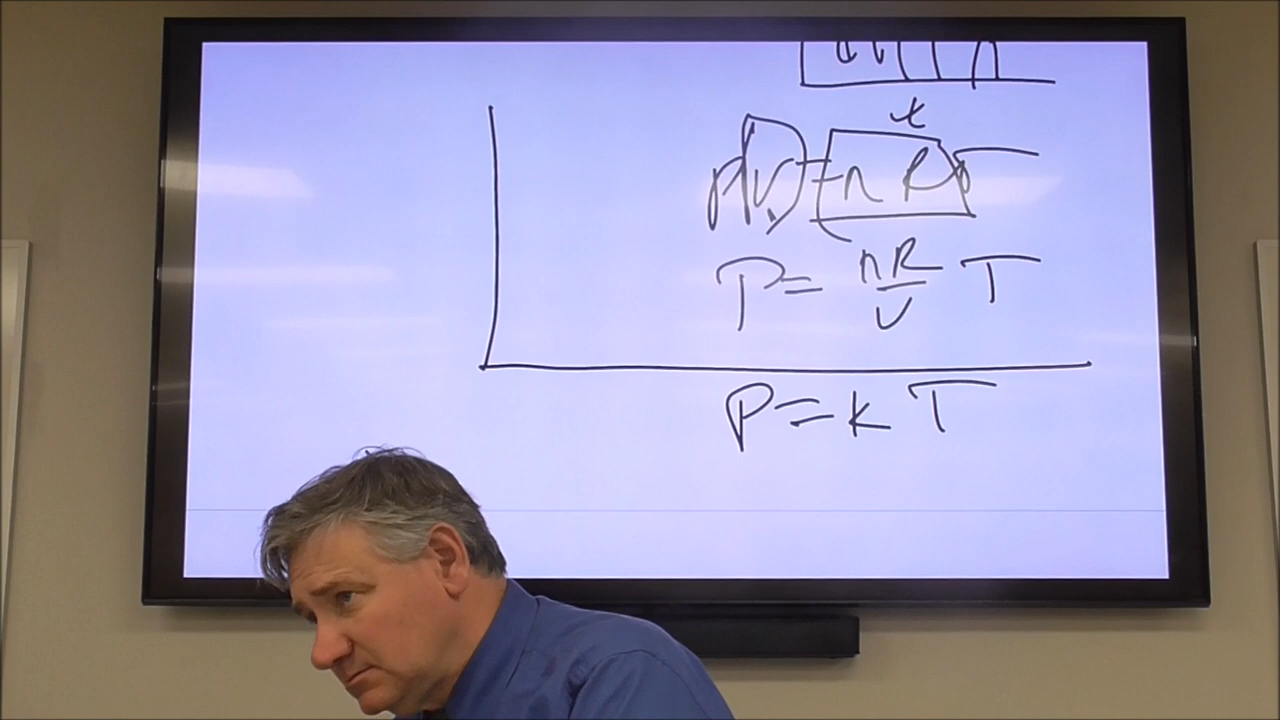 t
PV = nRT
P = nR/V T
P = k T